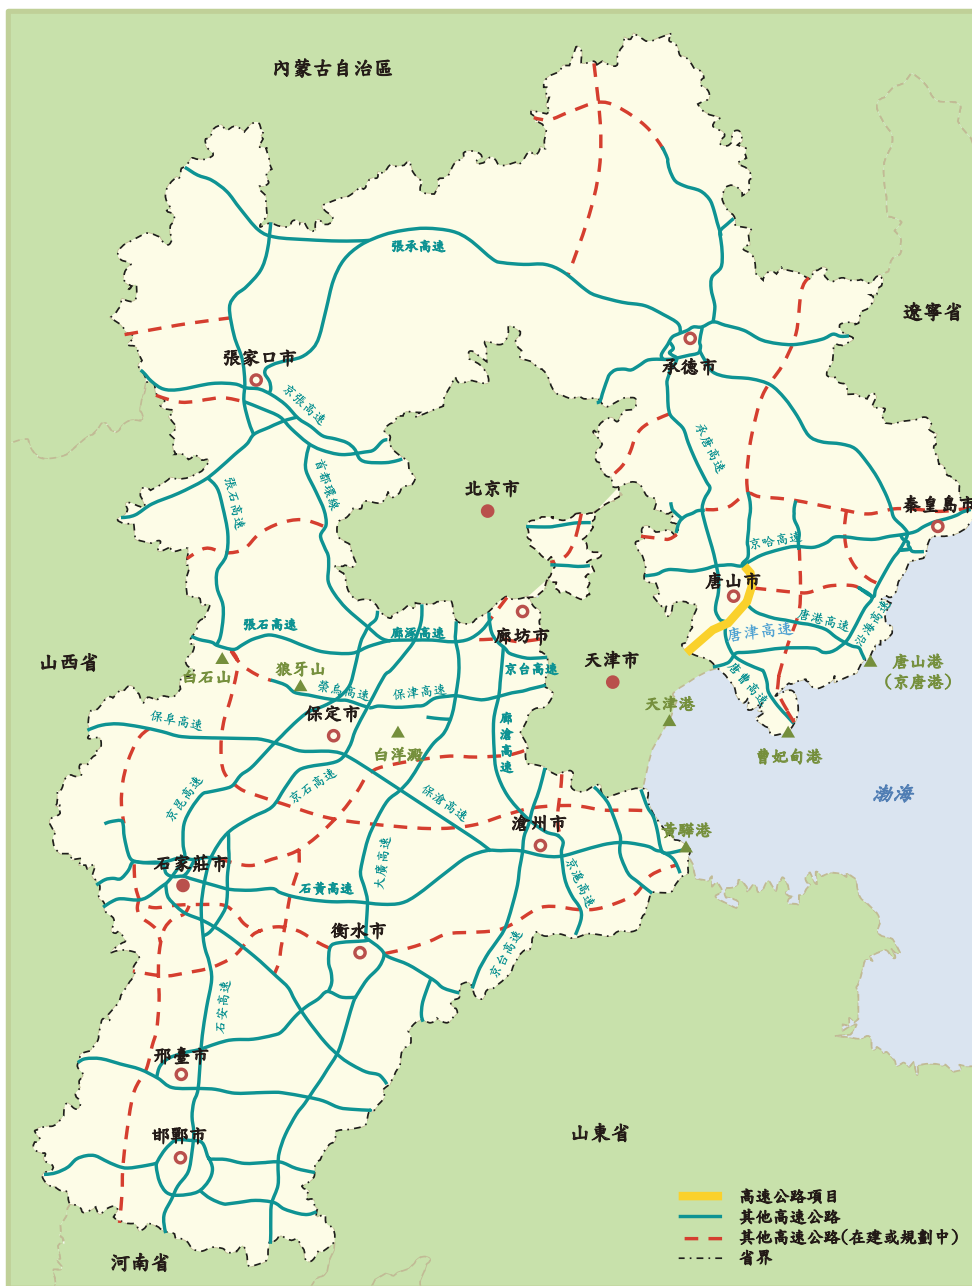 內蒙古自治區
張承高速
遼寧省
張家口市
承德市
京張高速
承唐高速
首都環線
張石高速
北京市
秦皇島市
京哈高速
唐山市
唐港高速
沿海高速
張石高速
廊涿高速
廊坊市
唐津高速
山西省
白石山
狼牙山
京台高速
天津市
唐曹高速
唐山港
(京唐港)
榮烏高速
保津高速
保定市
天津港
保阜高速
廊滄高速
白洋澱
曹妃甸港
京昆高速
京石高速
保滄高速
渤海
滄州市
黃驊港
石家莊市
大廣高速
京滬高速
石黃高速
衡水市
京台高速
石安高速
邢臺市
邯鄲市
山東省
河南省
高速公路項目
其他高速公路
其他高速公路(在建或規劃中)
省界